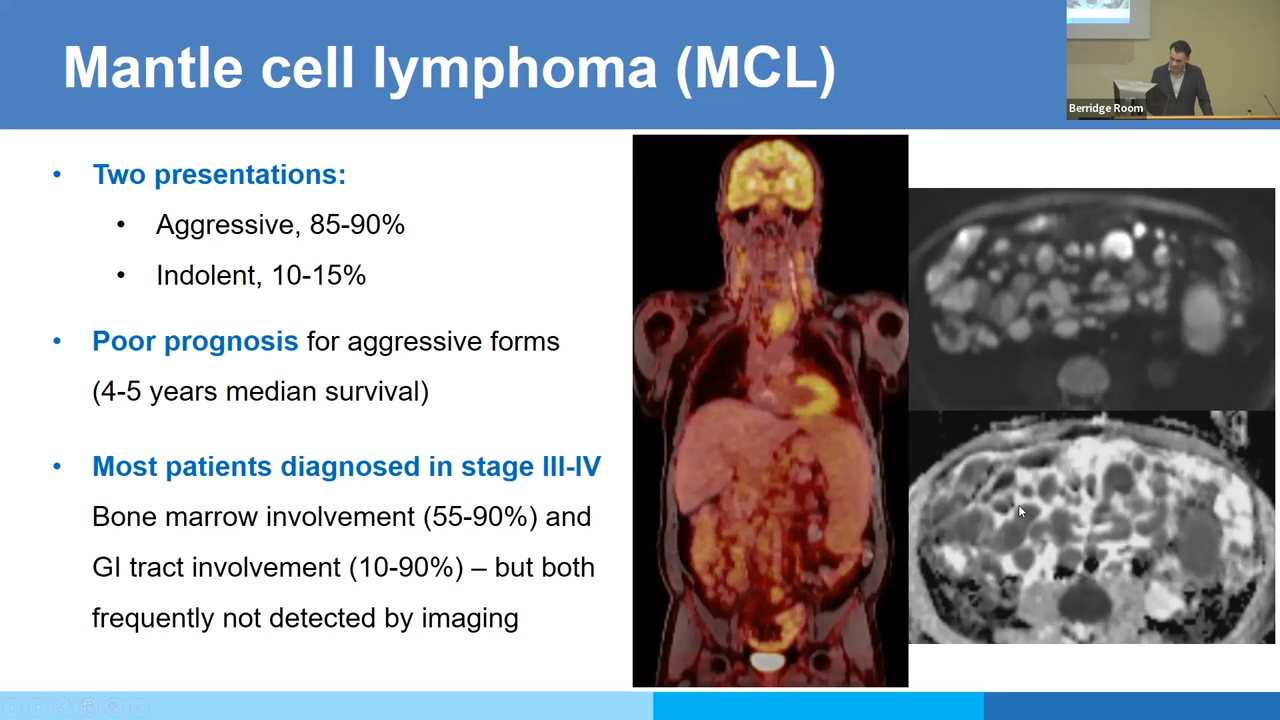 Mantle cell lymphoma (MCL)
Berridge Room
• Two presentations:
• Aggressive, 85-90%
• Indolent, 10-15%
• Poor prognosis for aggressive forms
(4-5 years median survival)
• Most patients diagnosed in stage III-IV
Bone marrow involvement (55-90%) and
GI tract involvement (10-90%) – but both
frequently not detected by imaging